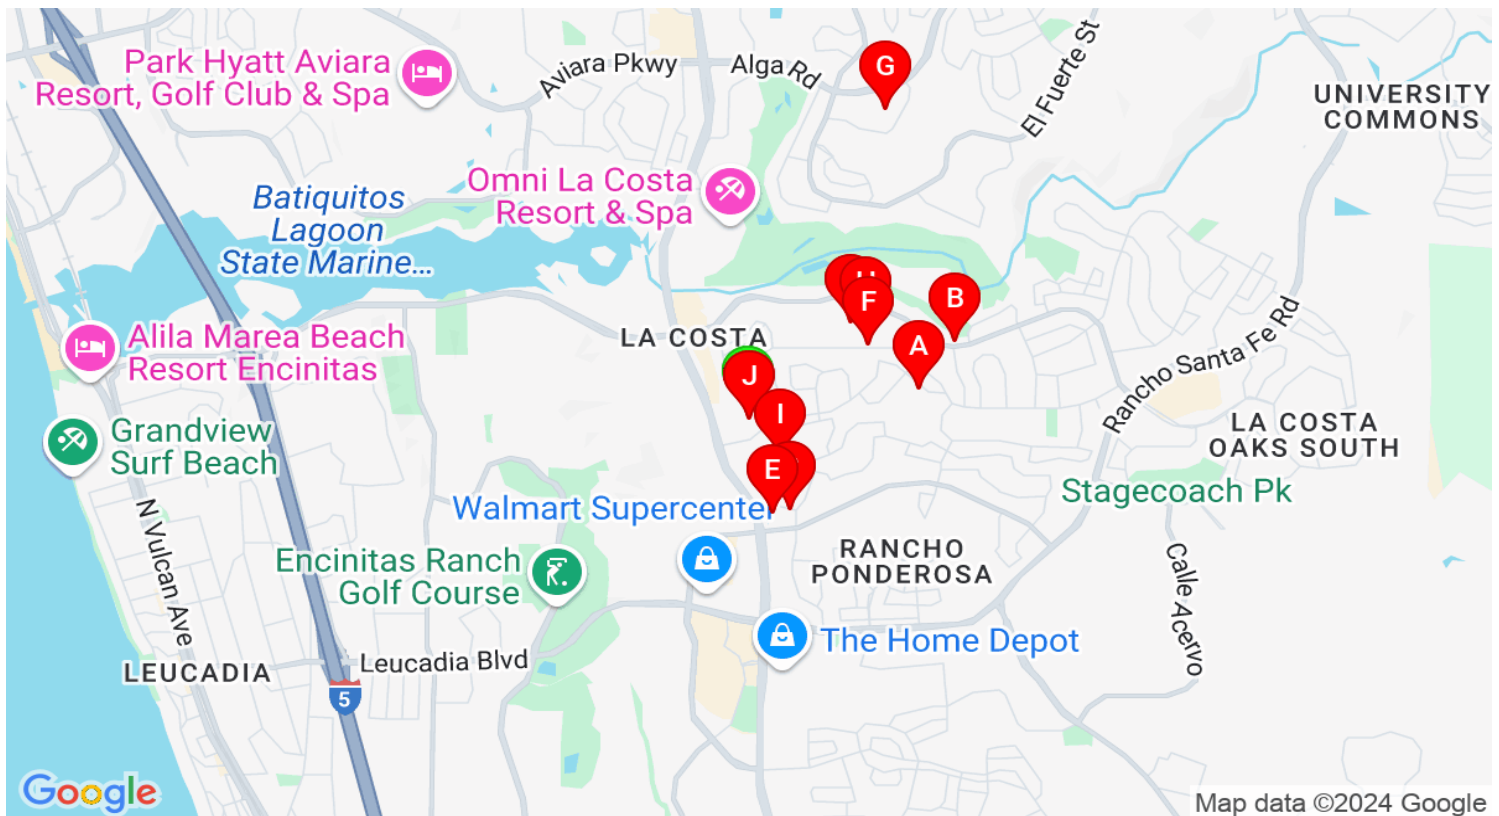 Park Hyatt Aviara
Resort, Golf Club & Spa
Aviara Pkwy
Alga Rd
G
El Fuerte St
UNIVERSITY
COMMONS
Omni La Costa
Resort & Spa
Batiquitos
Lagoon
State Marine...
B
F
A
LA COSTA
J
I
E
Alila Marea Beach
Resort Encinitas
Rancho Santa Fe Rd
Grandview
Surf Beach
LA COSTA
OAKS SOUTH
Stagecoach Pk
Walmart Supercenter
N Vulcan Ave
Encinitas Ranch
Golf Course
RANCHO
PONDEROSA
Calle Acervo
The Home Depot
Leucadia Blvd
LEUCADIA
5
Google
Map data ©2024 Google